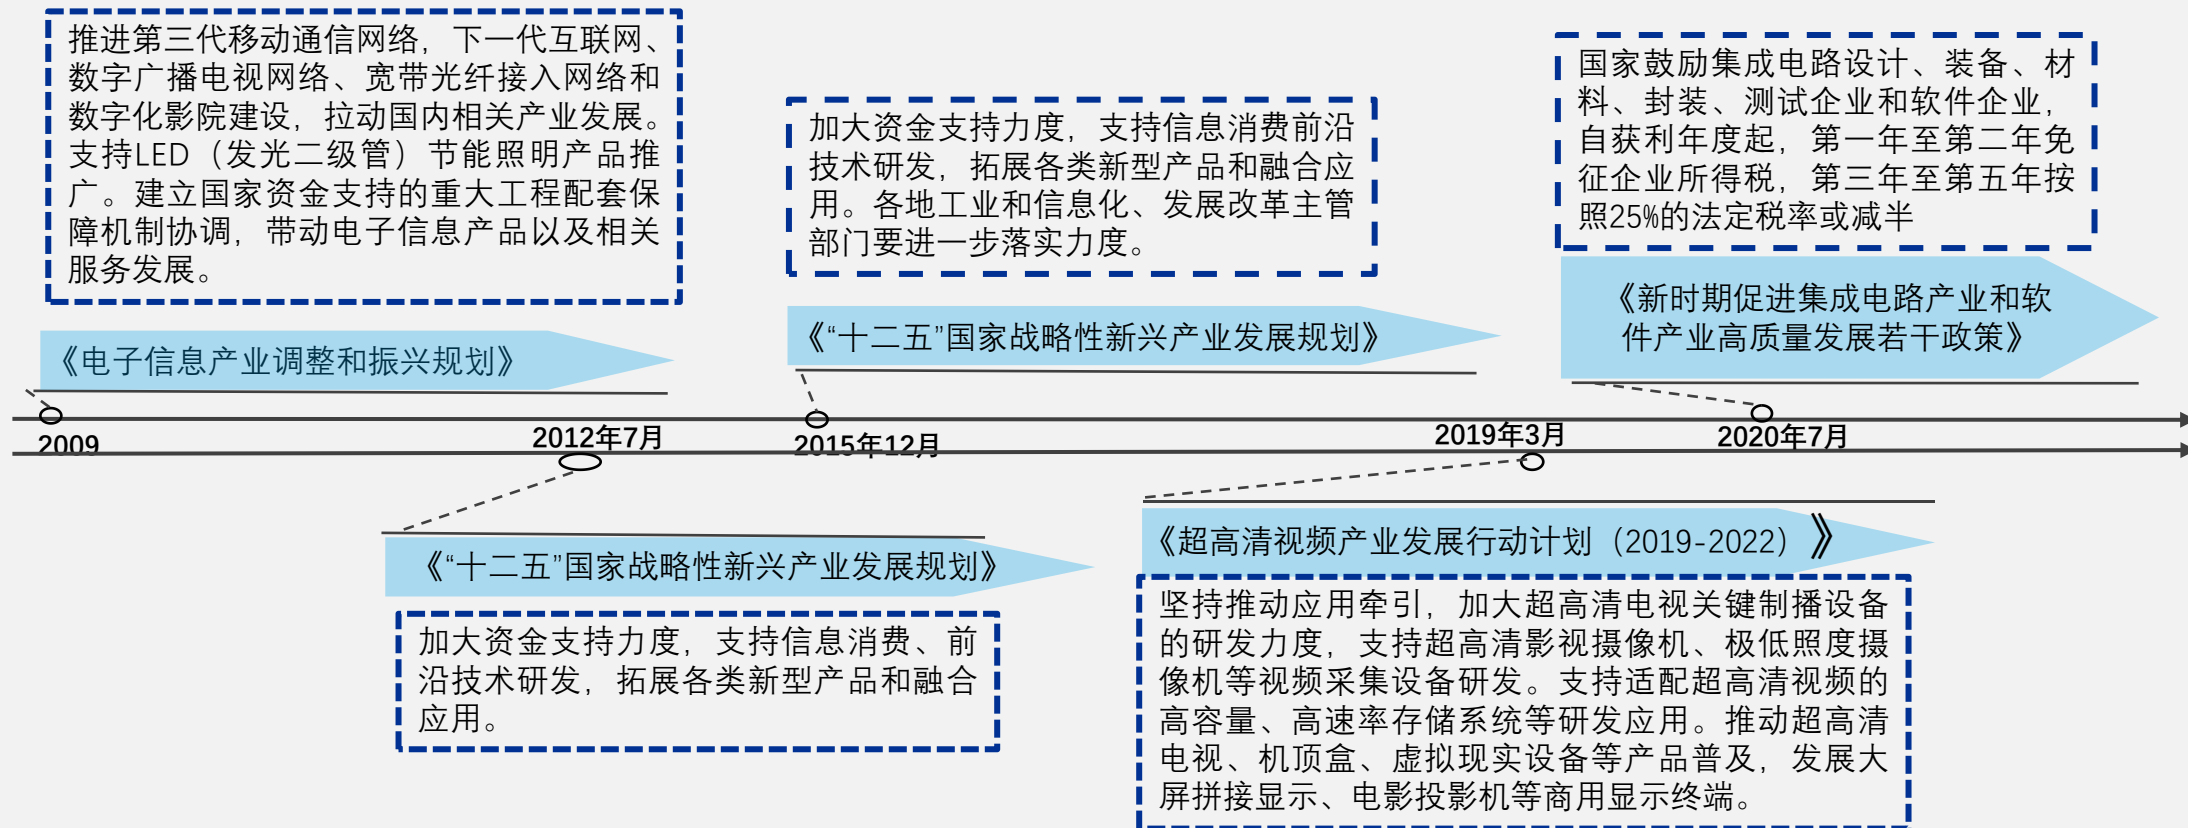 推进第三代移动通信网络，下一代互联网、
数字广播电视网络、宽带光纤接入网络和
数字化影院建设，拉动国内相关产业发展。
支持LED（发光二级管）节能照明产品推
广。建立国家资金支持的重大工程配套保
障机制协调，带动电子信息产品以及相关
服务发展。
《电子信息产业调整和振兴规划》
加大资金支持力度，支持信息消费前沿
技术研发，拓展各类新型产品和融合应
用。各地工业和信息化、发展改革主管
部门要进一步落实力度。
《“十二五”国家战略性新兴产业发展规划》
国家鼓励集成电路设计、装备、材
料、封装、测试企业和软件企业，
自获利年度起，第一年至第二年免
征企业所得税，第三年至第五年按
照25%的法定税率或减半
《新时期促进集成电路产业和软
件产业高质量发展若干政策》
2009
2012年7月
2015年12月
2019年3月
2020年7月
《“十二五”国家战略性新兴产业发展规划》
加大资金支持力度，支持信息消费、前
沿技术研发，拓展各类新型产品和融合
应用。
《超高清视频产业发展行动计划（2019-2022）》
坚持推动应用牵引，加大超高清电视关键制播设备
的研发力度，支持超高清影视摄像机、极低照度摄
像机等视频采集设备研发。支持适配超高清视频的
高容量、高速率存储系统等研发应用。推动超高清
电视、机顶盒、虚拟现实设备等产品普及，发展大
屏拼接显示、电影投影机等商用显示终端。